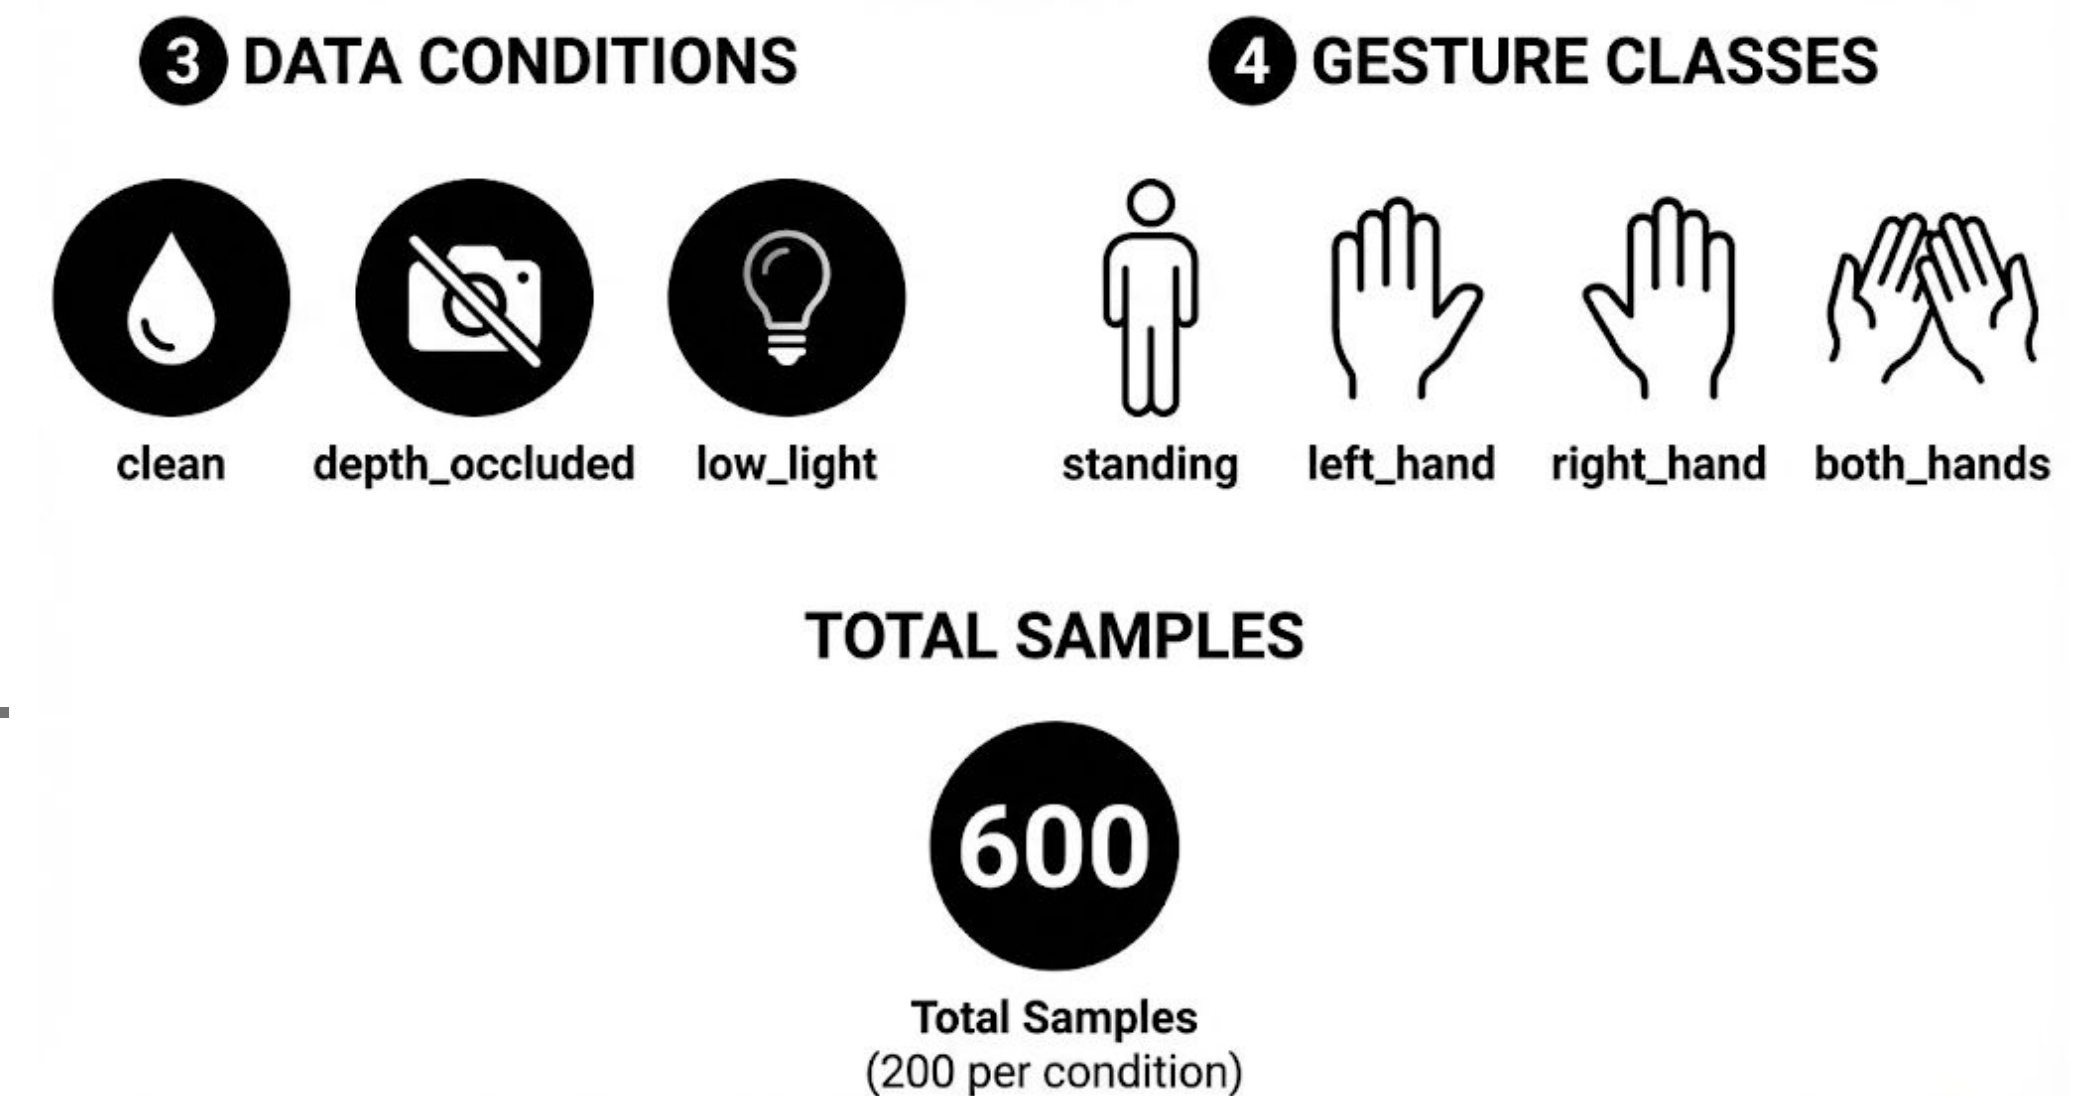 3 DATA CONDITIONS
clean
depth_occluded
low_light
4 GESTURE CLASSES
standing
left_hand
right_hand
both_hands
TOTAL SAMPLES
600
Total Samples
(200 per condition)